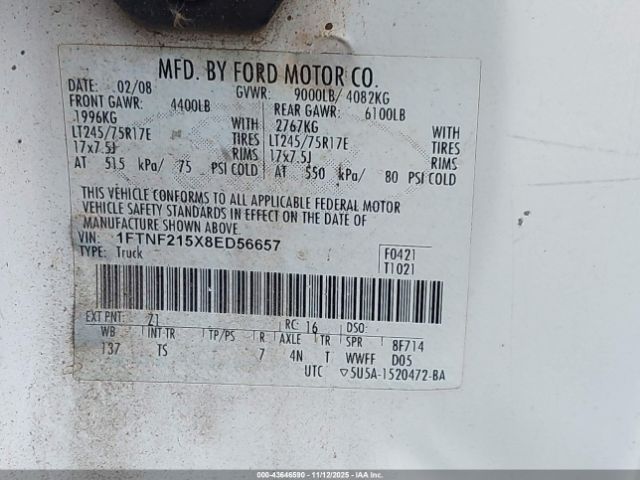 MFD. BY FORD MOTOR CO.
DATE: 02/08 GVWR: 9000LB/ 4082KG
FRONT GAWR: 4400LB REAR GAWR: 6100LB
1996KG WITH 2767KG WITH
LT245/75R17E TIRES LT245/75R17E TIRES
17x7.5J RIMS 17x7.5J RIMS
AT 515 kPa/ 75 PSI COLD AT 550 kPa/ 80 PSI COLD
THIS VEHICLE CONFORMS TO ALL APPLICABLE FEDERAL MOTOR
VEHICLE SAFETY STANDARDS IN EFFECT ON THE DATE OF
MANUFACTURE SHOWN ABOVE.
VIN: 1FTNF215X8ED56657 F0421
TYPE: Truck T1021
EXT PNT: Z1 RC: 16 DSO:
WB INT TR TP/PS R AXLE TR SPR 8F714
137 TS 7 4N T WWFF D05
UTC ▽5U5A-1520472-BA
000-43646590 - 11/12/2025 - IAA Inc.